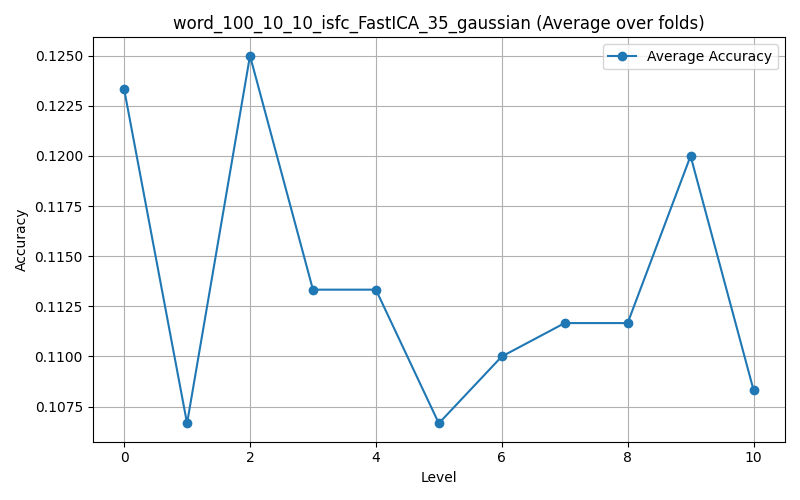 word_100_10_10_isfc_FastICA_35_gaussian (Average over folds)
Average Accuracy
0.1250
0.1225
0.1200
0.1175
0.1150
0.1125
0.1100
0.1075
Accuracy
0 2 4 6 8 10
Level